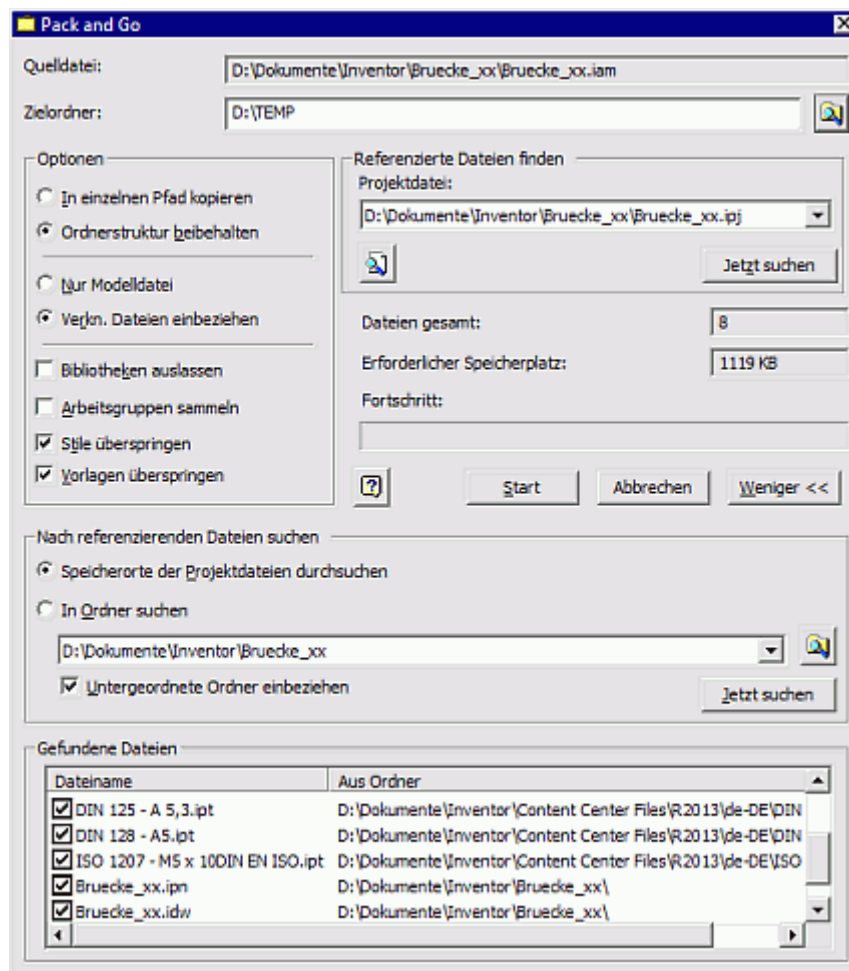 Pack and Go
Quelldatei: D:\Dokumente\Inventor\Bruecke_xx\Bruecke_xx.iam
Zielordner: D:\TEMP
Optionen
In einzelnen Pfad kopieren
Ordnerstruktur beibehalten
Nur Modelldatei
Verkn. Dateien einbeziehen
Bibliotheken auslassen
Arbeitsgruppen sammeln
Stile überspringen
Vorlagen überspringen
Referenzierte Dateien finden
Projektdatei:
D:\Dokumente\Inventor\Bruecke_xx\Bruecke_xx.ipj
Jetzt suchen
Dateien gesamt: 8
Erforderlicher Speicherplatz: 1119 KB
Fortschritt:
Start Abbrechen Weniger <<
Nach referenzierenden Dateien suchen
Speicherorte der Projektdateien durchsuchen
In Ordner suchen
D:\Dokumente\Inventor\Bruecke_xx
Untergeordnete Ordner einbeziehen
Jetzt suchen
Gefundene Dateien
Dateiname Aus Ordner
DIN 125 - A 5,3.ipt D:\Dokumente\Inventor\Content Center Files\R2013\de-DE\DIN
DIN 128 - A5.ipt D:\Dokumente\Inventor\Content Center Files\R2013\de-DE\DIN
ISO 1207 - M5 x 10DIN EN ISO.ipt D:\Dokumente\Inventor\Content Center Files\R2013\de-DE\ISO
Bruecke_xx.ipn D:\Dokumente\Inventor\Bruecke_xx\
Bruecke_xx.idw D:\Dokumente\Inventor\Bruecke_xx\